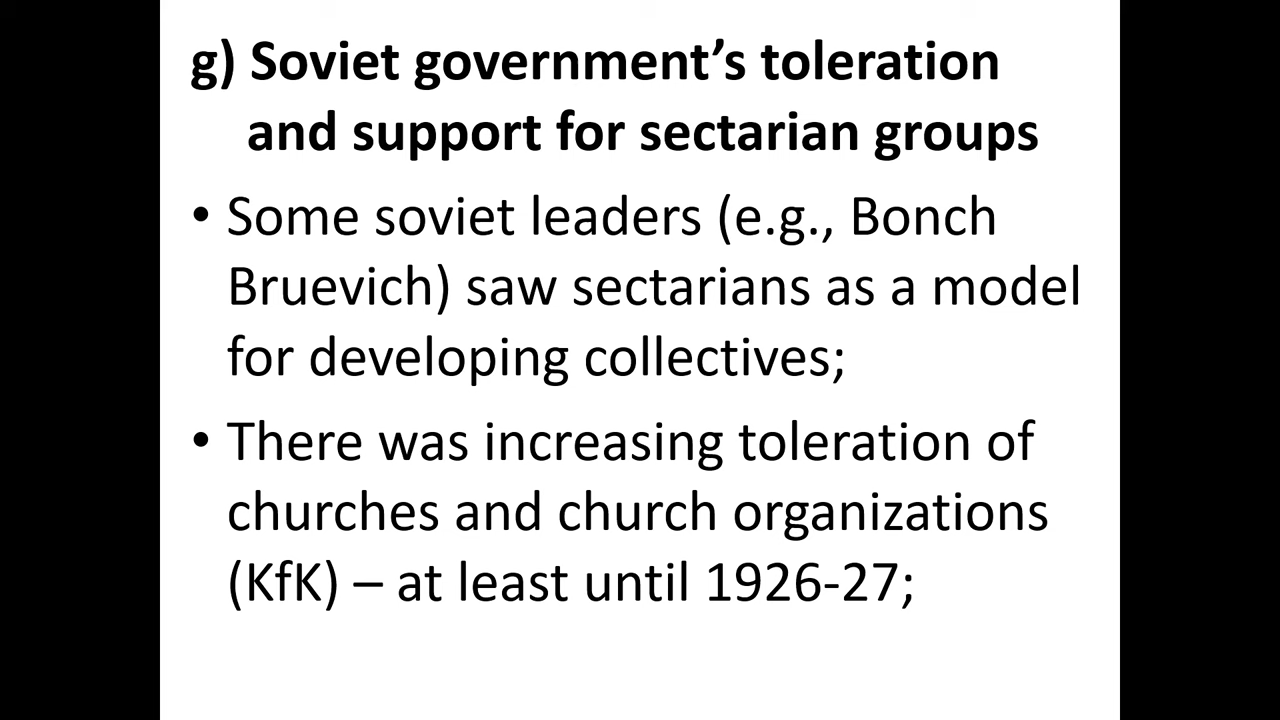 g) Soviet government’s toleration
and support for sectarian groups
• Some soviet leaders (e.g., Bonch
Bruevich) saw sectarians as a model
for developing collectives;
• There was increasing toleration of
churches and church organizations
(KfK) – at least until 1926-27;